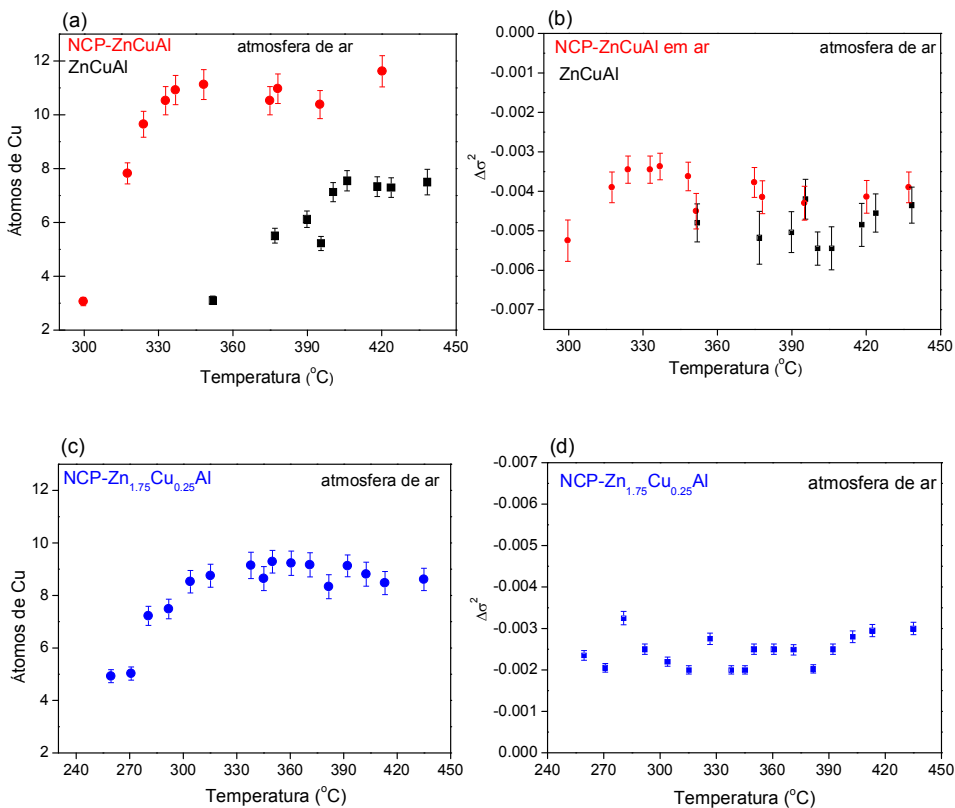 (a)
NCP-ZnCuAl
atmosfera de ar
ZnCuAl
12
10
8
6
4
2
Átomos de Cu
300 330 360 390 420 450
Temperatura (°C)
(b)
NCP-ZnCuAl em ar
atmosfera de ar
ZnCuAl
0.000
-0.001
-0.002
-0.003
-0.004
-0.005
-0.006
-0.007
Δσ²
300 330 360 390 420 450
Temperatura (°C)
(c)
NCP-Zn₁.₇₅Cu₀.₂₅Al
atmosfera de ar
12
10
8
6
4
2
Átomos de Cu
240 270 300 330 360 390 420 450
Temperatura (°C)
(d)
-0.007
NCP-Zn₁.₇₅Cu₀.₂₅Al
atmosfera de ar
-0.006
-0.005
-0.004
-0.003
-0.002
-0.001
0.000
Δσ²
240 270 300 330 360 390 420 450
Temperatura (°C)